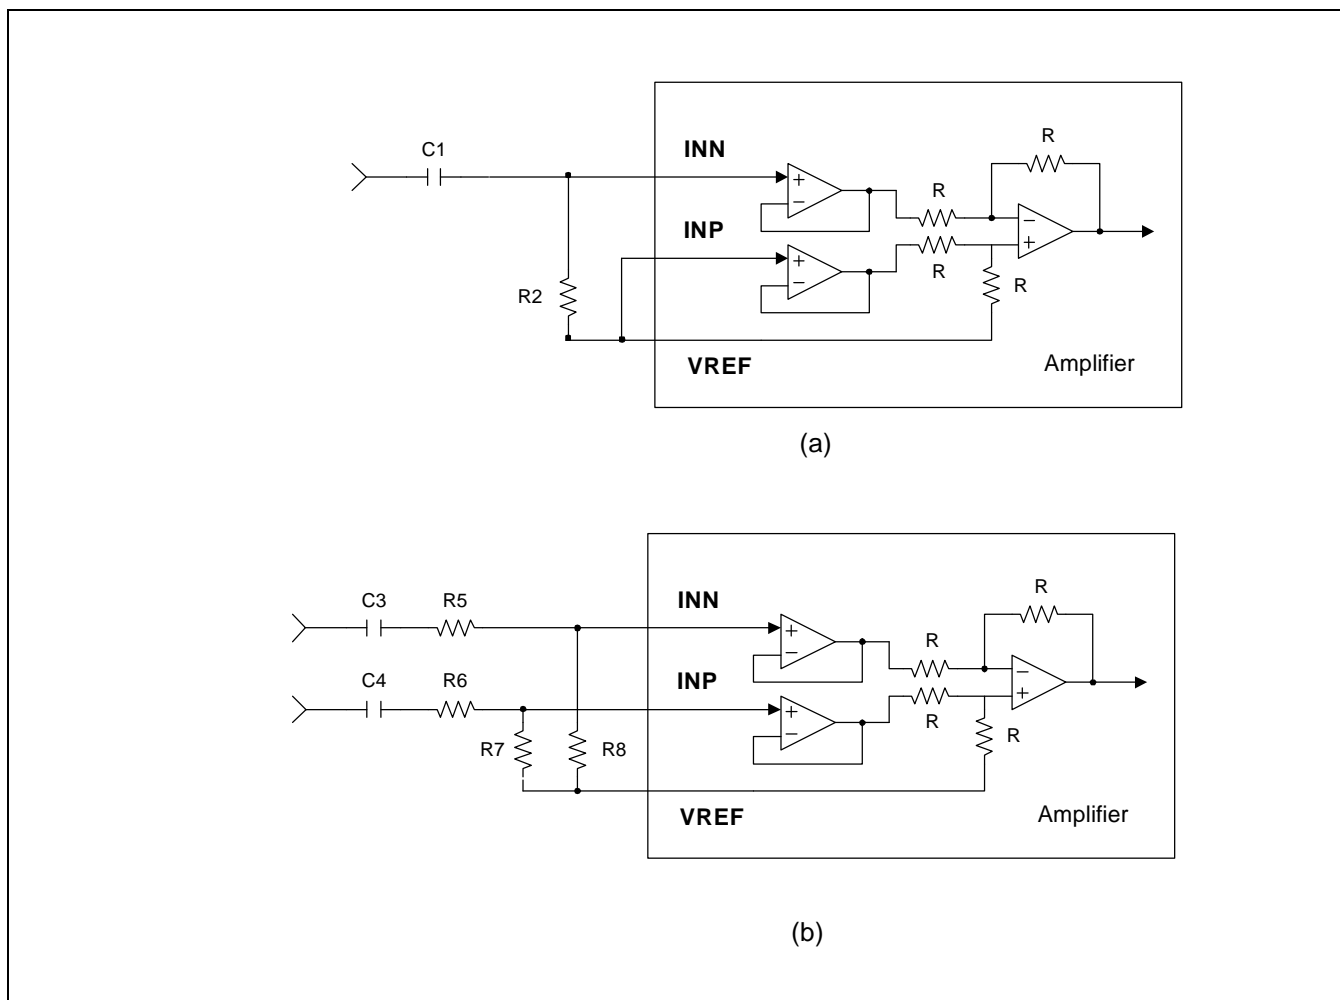 C1
INN
R
R
INP
R
R2
R
VREF
Amplifier
(a)
C3
R5
INN
R
R
C4
R6
INP
R
R7
R8
R
VREF
Amplifier
(b)